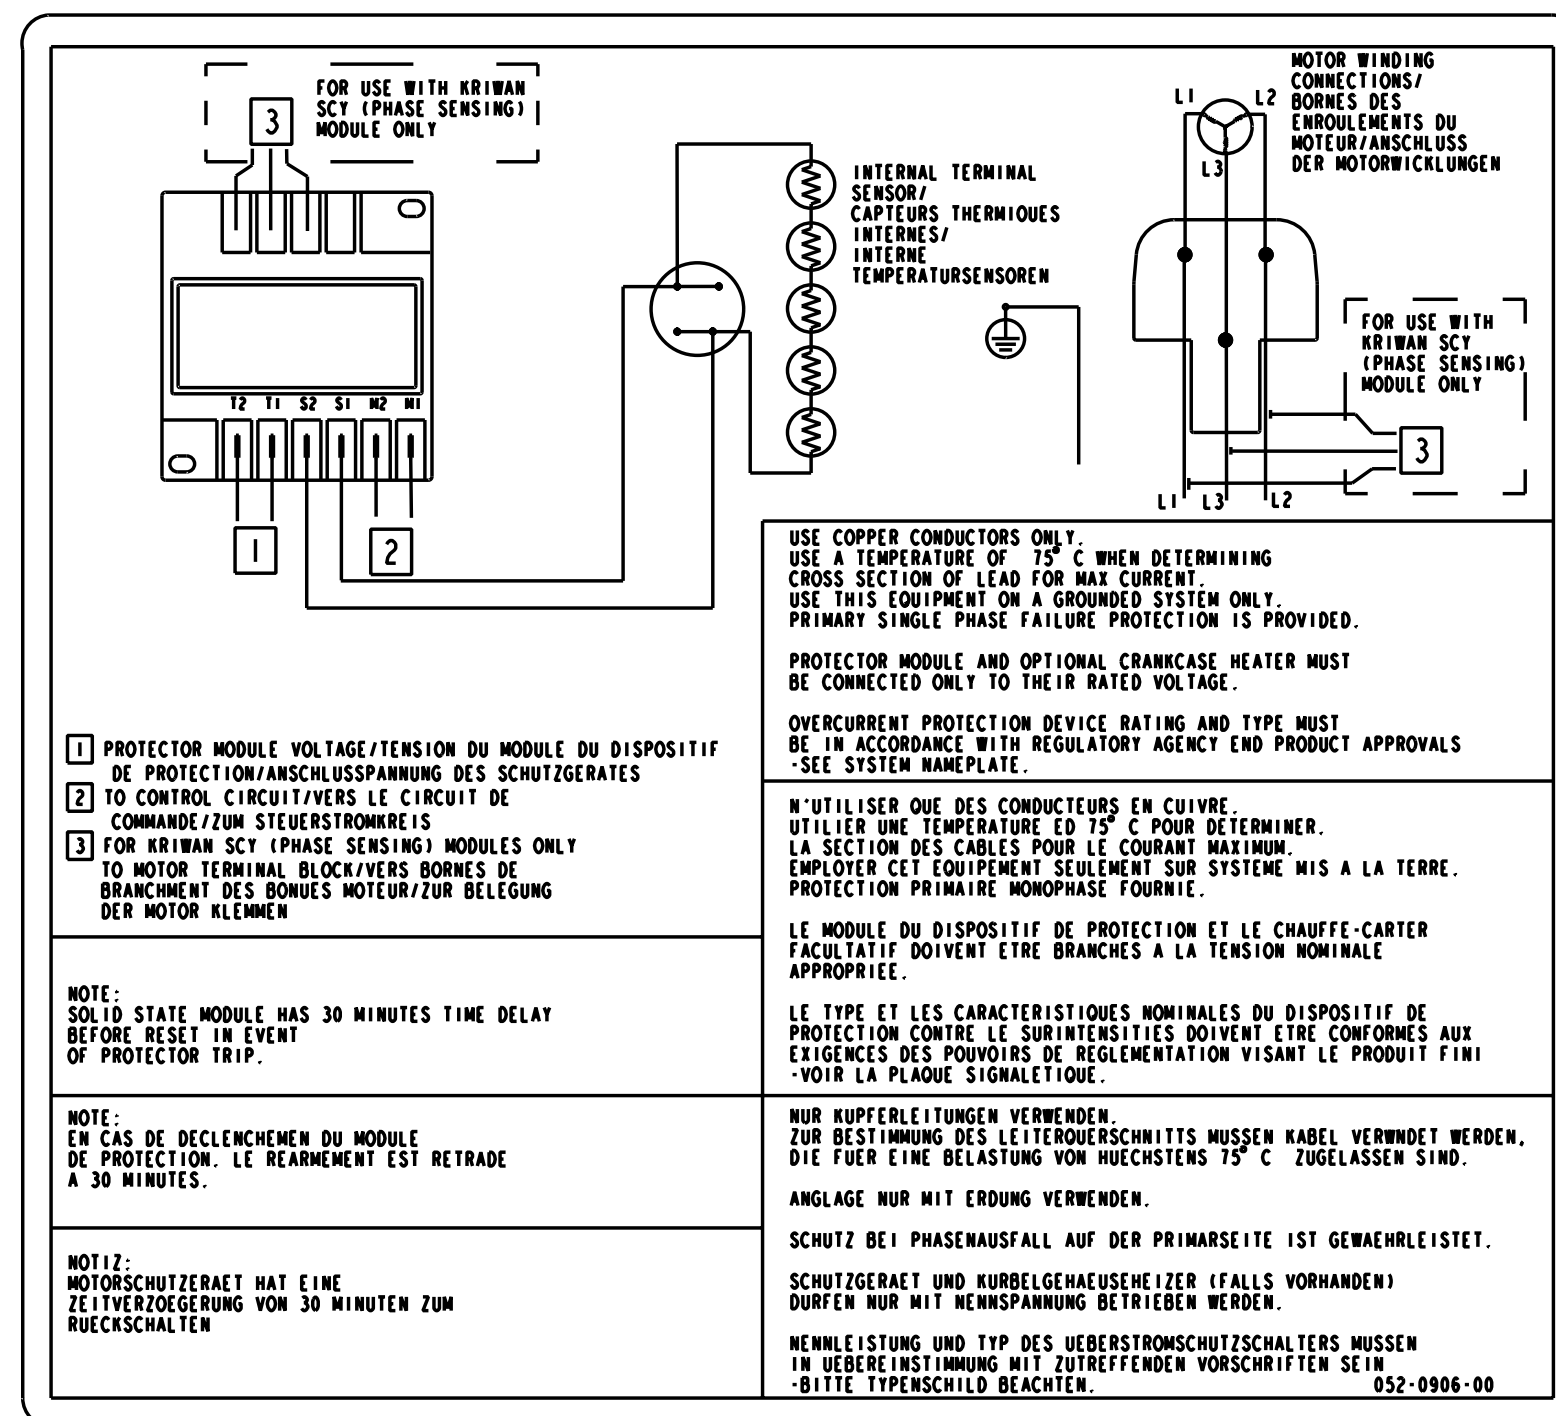 FOR USE WITH KRIWAN
SCY (PHASE SENSING)
MODULE ONLY
3
T2 T1 S2 S1 M2 M1
1
2
INTERNAL TERMINAL
SENSOR/
CAPTEURS THERMIQUES
INTERNES/
INTERNE
TEMPERATURSENSOREN
MOTOR WINDING
CONNECTIONS/
BORNES DES
ENROULEMENTS DU
MOTEUR/ANSCHLUSS
DER MOTORWICKLUNGEN
L1 L2
L3
FOR USE WITH
KRIWAN SCY
(PHASE SENSING)
MODULE ONLY
3
L1 L3 L2
1 PROTECTOR MODULE VOLTAGE/TENSION DU MODULE DU DISPOSITIF
DE PROTECTION/ANSCHLUSSPANNUNG DES SCHUTZGERATES
2 TO CONTROL CIRCUIT/VERS LE CIRCUIT DE
COMMANDE/ZUM STEUERSTROMKREIS
3 FOR KRIWAN SCY (PHASE SENSING) MODULES ONLY
TO MOTOR TERMINAL BLOCK/VERS BORNES DE
BRANCHMENT DES BONUES MOTEUR/ZUR BELEGUNG
DER MOTOR KLEMMEN
NOTE:
SOLID STATE MODULE HAS 30 MINUTES TIME DELAY
BEFORE RESET IN EVENT
OF PROTECTOR TRIP.
NOTE:
EN CAS DE DECLENCHEMEN DU MODULE
DE PROTECTION. LE REARMEMENT EST RETRADE
A 30 MINUTES.
NOTIZ:
MOTORSCHUTZERAET HAT EINE
ZEITVERZOEGERUNG VON 30 MINUTEN ZUM
RUECKSCHALTEN
USE COPPER CONDUCTORS ONLY.
USE A TEMPERATURE OF 75° C WHEN DETERMINING
CROSS SECTION OF LEAD FOR MAX CURRENT.
USE THIS EQUIPMENT ON A GROUNDED SYSTEM ONLY.
PRIMARY SINGLE PHASE FAILURE PROTECTION IS PROVIDED.
PROTECTOR MODULE AND OPTIONAL CRANKCASE HEATER MUST
BE CONNECTED ONLY TO THEIR RATED VOLTAGE.
OVERCURRENT PROTECTION DEVICE RATING AND TYPE MUST
BE IN ACCORDANCE WITH REGULATORY AGENCY END PRODUCT APPROVALS
-SEE SYSTEM NAMEPLATE.
N'UTILISER QUE DES CONDUCTEURS EN CUIVRE.
UTILIER UNE TEMPERATURE ED 75° C POUR DETERMINER.
LA SECTION DES CABLES POUR LE COURANT MAXIMUM.
EMPLOYER CET EQUIPEMENT SEULEMENT SUR SYSTEME MIS A LA TERRE.
PROTECTION PRIMAIRE MONOPHASE FOURNIE.
LE MODULE DU DISPOSITIF DE PROTECTION ET LE CHAUFFE-CARTER
FACULTATIF DOIVENT ETRE BRANCHES A LA TENSION NOMINALE
APPROPRIEE.
LE TYPE ET LES CARACTERISTIQUES NOMINALES DU DISPOSITIF DE
PROTECTION CONTRE LE SURINTENSITIES DOIVENT ETRE CONFORMES AUX
EXIGENCES DES POUVOIRS DE REGLEMENTATION VISANT LE PRODUIT FINI
-VOIR LA PLAQUE SIGNALETIQUE.
NUR KUPFERLEITUNGEN VERWENDEN.
ZUR BESTIMMUNG DES LEITERQUERSCHNITTS MUSSEN KABEL VERWNDET WERDEN,
DIE FUER EINE BELASTUNG VON HUECHSTENS 75° C ZUGELASSEN SIND.
ANGLAGE NUR MIT ERDUNG VERWENDEN.
SCHUTZ BEI PHASENAUSFALL AUF DER PRIMARSEITE IST GEWAEHRLEISTET.
SCHUTZGERAET UND KURBELGEHAEUSEHEIZER (FALLS VORHANDEN)
DURFEN NUR MIT NENNSPANNUNG BETRIEBEN WERDEN.
NENNLEISTUNG UND TYP DES UEBERSTROMSCHUTZSCHALTERS MUSSEN
IN UEBEREINSTIMMUNG MIT ZUTREFFENDEN VORSCHRIFTEN SEIN
-BITTE TYPENSCHILD BEACHTEN.
052-0906-00